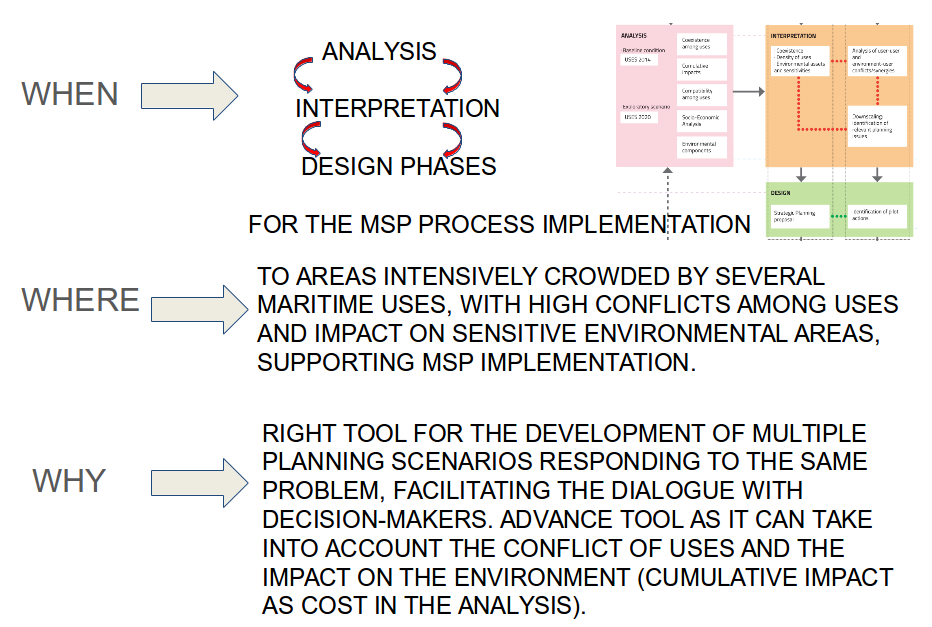 WHEN
ANALYSIS
INTERPRETATION
DESIGN PHASES
FOR THE MSP PROCESS IMPLEMENTATION
ANALYSIS
Baseline condition
USES 2014
Exploratory scenario
USES 2020
Coexistence
among uses
Cumulative
impacts
Compatibility
among uses
Socio-Economic
Analysis
Environmental
components
INTERPRETATION
- Coexistence
- Density of uses
- Environmental assets
and sensitivities
Analysis of user-user
and
environment-user
conflicts/synergies
Downscaling-
identification of
relevant planning
issues
DESIGN
Strategic Planning
proposal
Identification of pilot
actions
WHERE
TO AREAS INTENSIVELY CROWDED BY SEVERAL
MARITIME USES, WITH HIGH CONFLICTS AMONG USES
AND IMPACT ON SENSITIVE ENVIRONMENTAL AREAS,
SUPPORTING MSP IMPLEMENTATION.
WHY
RIGHT TOOL FOR THE DEVELOPMENT OF MULTIPLE
PLANNING SCENARIOS RESPONDING TO THE SAME
PROBLEM, FACILITATING THE DIALOGUE WITH
DECISION-MAKERS. ADVANCE TOOL AS IT CAN TAKE
INTO ACCOUNT THE CONFLICT OF USES AND THE
IMPACT ON THE ENVIRONMENT (CUMULATIVE IMPACT
AS COST IN THE ANALYSIS).